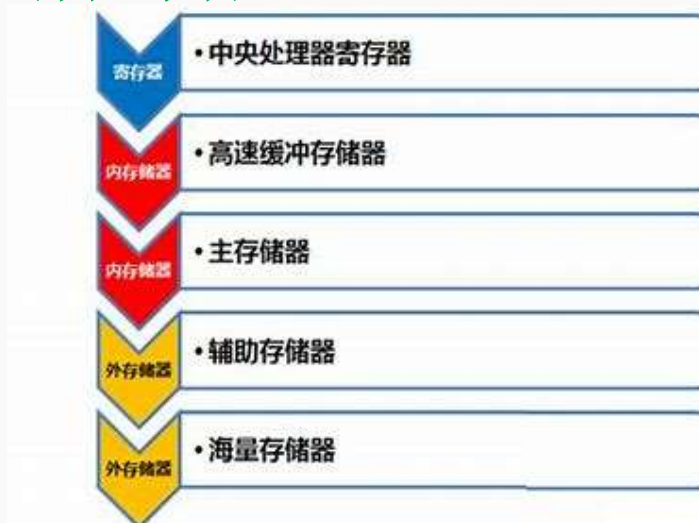 • 中央处理器寄存器
寄存器
• 高速缓冲存储器
内存储器
• 主存储器
内存储器
• 辅助存储器
外存储器
• 海量存储器
外存储器